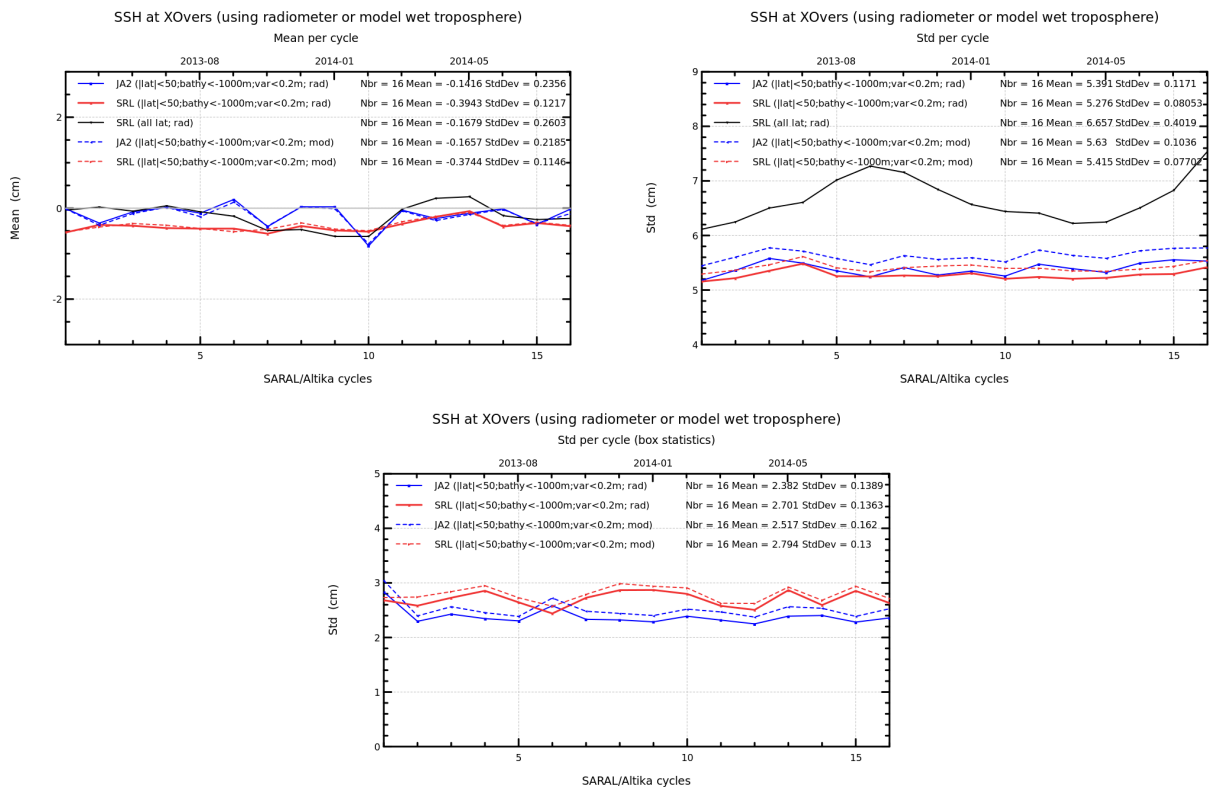 SSH at XOvers (using radiometer or model wet troposphere)
Mean per cycle
2013-08 2014-01 2014-05
JA2 (|lat|<50;bathy<-1000m;var<0.2m; rad) Nbr = 16 Mean = -0.1416 StdDev = 0.2356
SRL (|lat|<50;bathy<-1000m;var<0.2m; rad) Nbr = 16 Mean = -0.3943 StdDev = 0.1217
2
SRL (all lat; rad) Nbr = 16 Mean = -0.1679 StdDev = 0.2603
JA2 (|lat|<50;bathy<-1000m;var<0.2m; mod) Nbr = 16 Mean = -0.1657 StdDev = 0.2185
SRL (|lat|<50;bathy<-1000m;var<0.2m; mod) Nbr = 16 Mean = -0.3744 StdDev = 0.1146
0
Mean (cm)
-2
5 10 15
SARAL/Altika cycles
SSH at XOvers (using radiometer or model wet troposphere)
Std per cycle
2013-08 2014-01 2014-05
9
JA2 (|lat|<50;bathy<-1000m;var<0.2m; rad) Nbr = 16 Mean = 5.391 StdDev = 0.1171
SRL (|lat|<50;bathy<-1000m;var<0.2m; rad) Nbr = 16 Mean = 5.276 StdDev = 0.08053
8
SRL (all lat; rad) Nbr = 16 Mean = 6.657 StdDev = 0.4019
JA2 (|lat|<50;bathy<-1000m;var<0.2m; mod) Nbr = 16 Mean = 5.63 StdDev = 0.1036
SRL (|lat|<50;bathy<-1000m;var<0.2m; mod) Nbr = 16 Mean = 5.415 StdDev = 0.07702
7
Std (cm)
6
5
4
5 10 15
SARAL/Altika cycles
SSH at XOvers (using radiometer or model wet troposphere)
Std per cycle (box statistics)
2013-08 2014-01 2014-05
5
JA2 (|lat|<50;bathy<-1000m;var<0.2m; rad) Nbr = 16 Mean = 2.382 StdDev = 0.1389
SRL (|lat|<50;bathy<-1000m;var<0.2m; rad) Nbr = 16 Mean = 2.701 StdDev = 0.1363
JA2 (|lat|<50;bathy<-1000m;var<0.2m; mod) Nbr = 16 Mean = 2.517 StdDev = 0.162
4
SRL (|lat|<50;bathy<-1000m;var<0.2m; mod) Nbr = 16 Mean = 2.794 StdDev = 0.13
3
Std (cm)
2
1
0
5 10 15
SARAL/Altika cycles